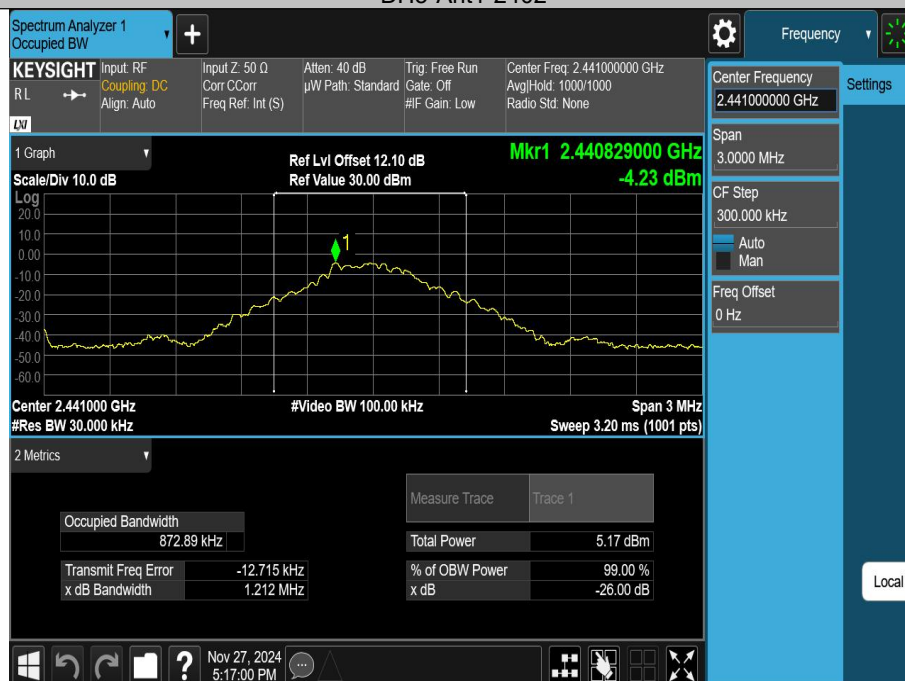 Spectrum Analyzer 1
Occupied BW
Frequency
KEYSIGHT
RL
LXI
Input: RF
Coupling: DC
Align: Auto
Input Z: 50 Ω
Corr CCorr
Freq Ref: Int (S)
Atten: 40 dB
µW Path: Standard
Trig: Free Run
Gate: Off
#IF Gain: Low
Center Freq: 2.441000000 GHz
Avg|Hold: 1000/1000
Radio Std: None
Center Frequency
2.441000000 GHz
Settings
Span
3.0000 MHz
CF Step
300.000 kHz
Auto
Man
Freq Offset
0 Hz
Local
1 Graph
Scale/Div 10.0 dB
Ref Lvl Offset 12.10 dB
Ref Value 30.00 dBm
Mkr1 2.440829000 GHz
-4.23 dBm
Log
20.0
10.0
0.00
-10.0
-20.0
-30.0
-40.0
-50.0
-60.0
1
Center 2.441000 GHz
#Res BW 30.000 kHz
#Video BW 100.00 kHz
Span 3 MHz
Sweep 3.20 ms (1001 pts)
2 Metrics
Measure Trace Trace 1
Occupied Bandwidth
872.89 kHz
Total Power 5.17 dBm
Transmit Freq Error -12.715 kHz
% of OBW Power 99.00 %
x dB Bandwidth 1.212 MHz
x dB -26.00 dB
?
Nov 27, 2024
5:17:00 PM